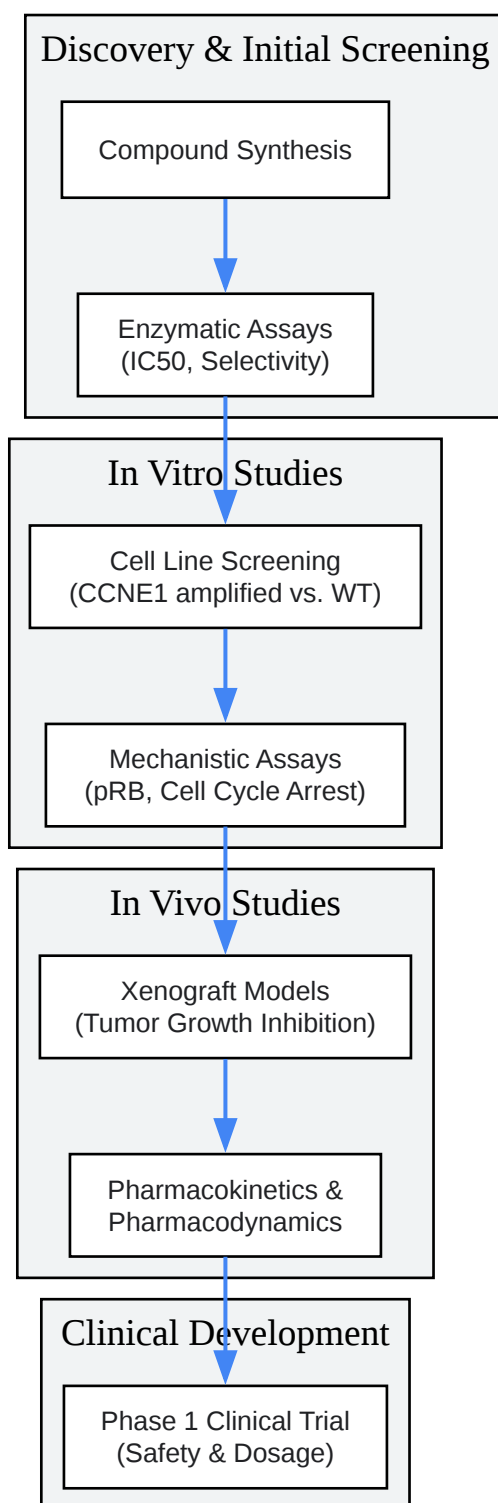 Discovery & Initial Screening
Compound Synthesis
Enzymatic Assays
(IC50, Selectivity)
In Vitro Studies
Cell Line Screening
(CCNE1 amplified vs. WT)
Mechanistic Assays
(pRB, Cell Cycle Arrest)
In Vivo Studies
Xenograft Models
(Tumor Growth Inhibition)
Pharmacokinetics &
Pharmacodynamics
Clinical Development
Phase 1 Clinical Trial
(Safety & Dosage)